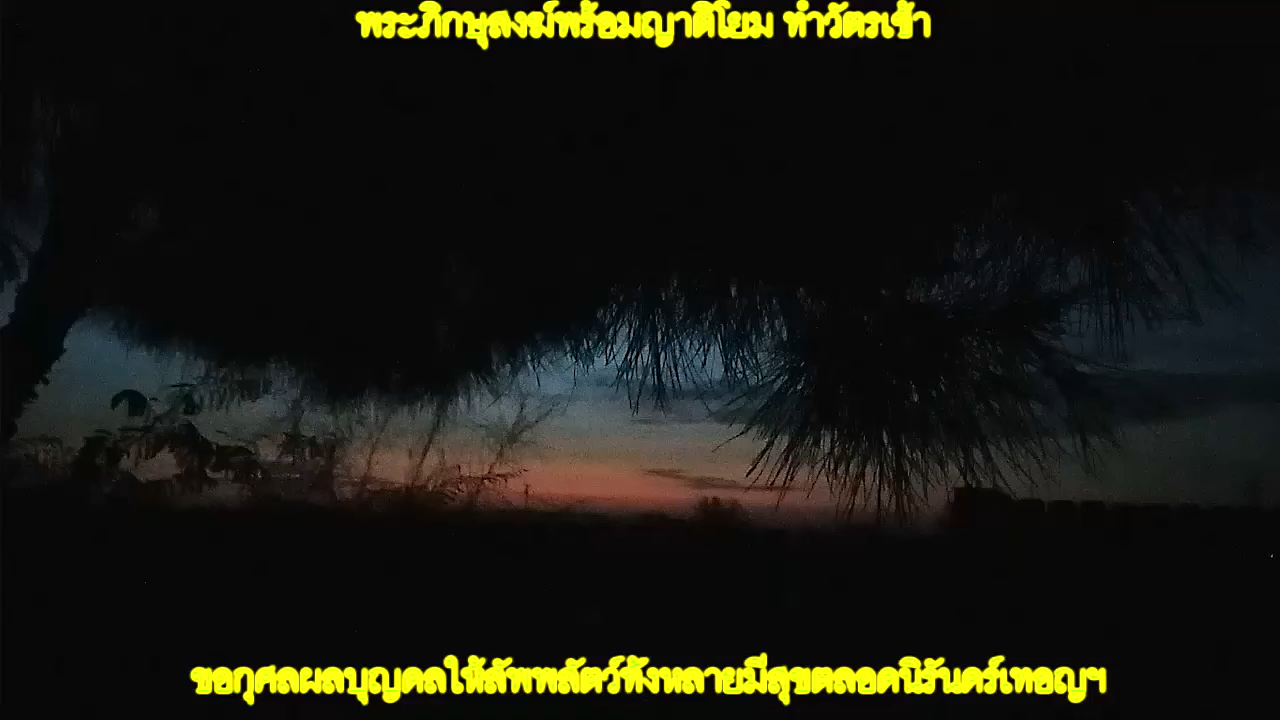 พระภิกษุสงฆ์พร้อมญาติโยม ทำวัตรเช้า
ขอกุศลผลบุญดลให้สัพพสัตว์ทั้งหลายมีสุขตลอดนิรันดร์เทอญฯ